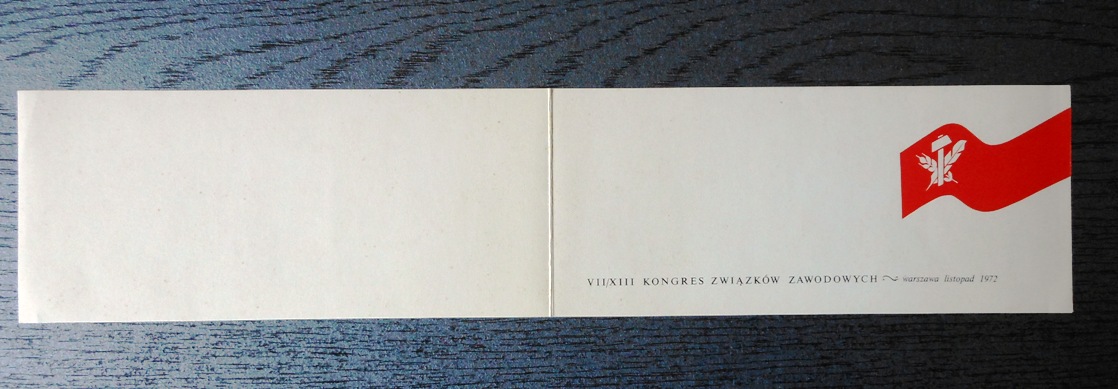 VII/XIII KONGRES ZWIĄZKÓW ZAWODOWYCH ~ warszawa listopad 1972